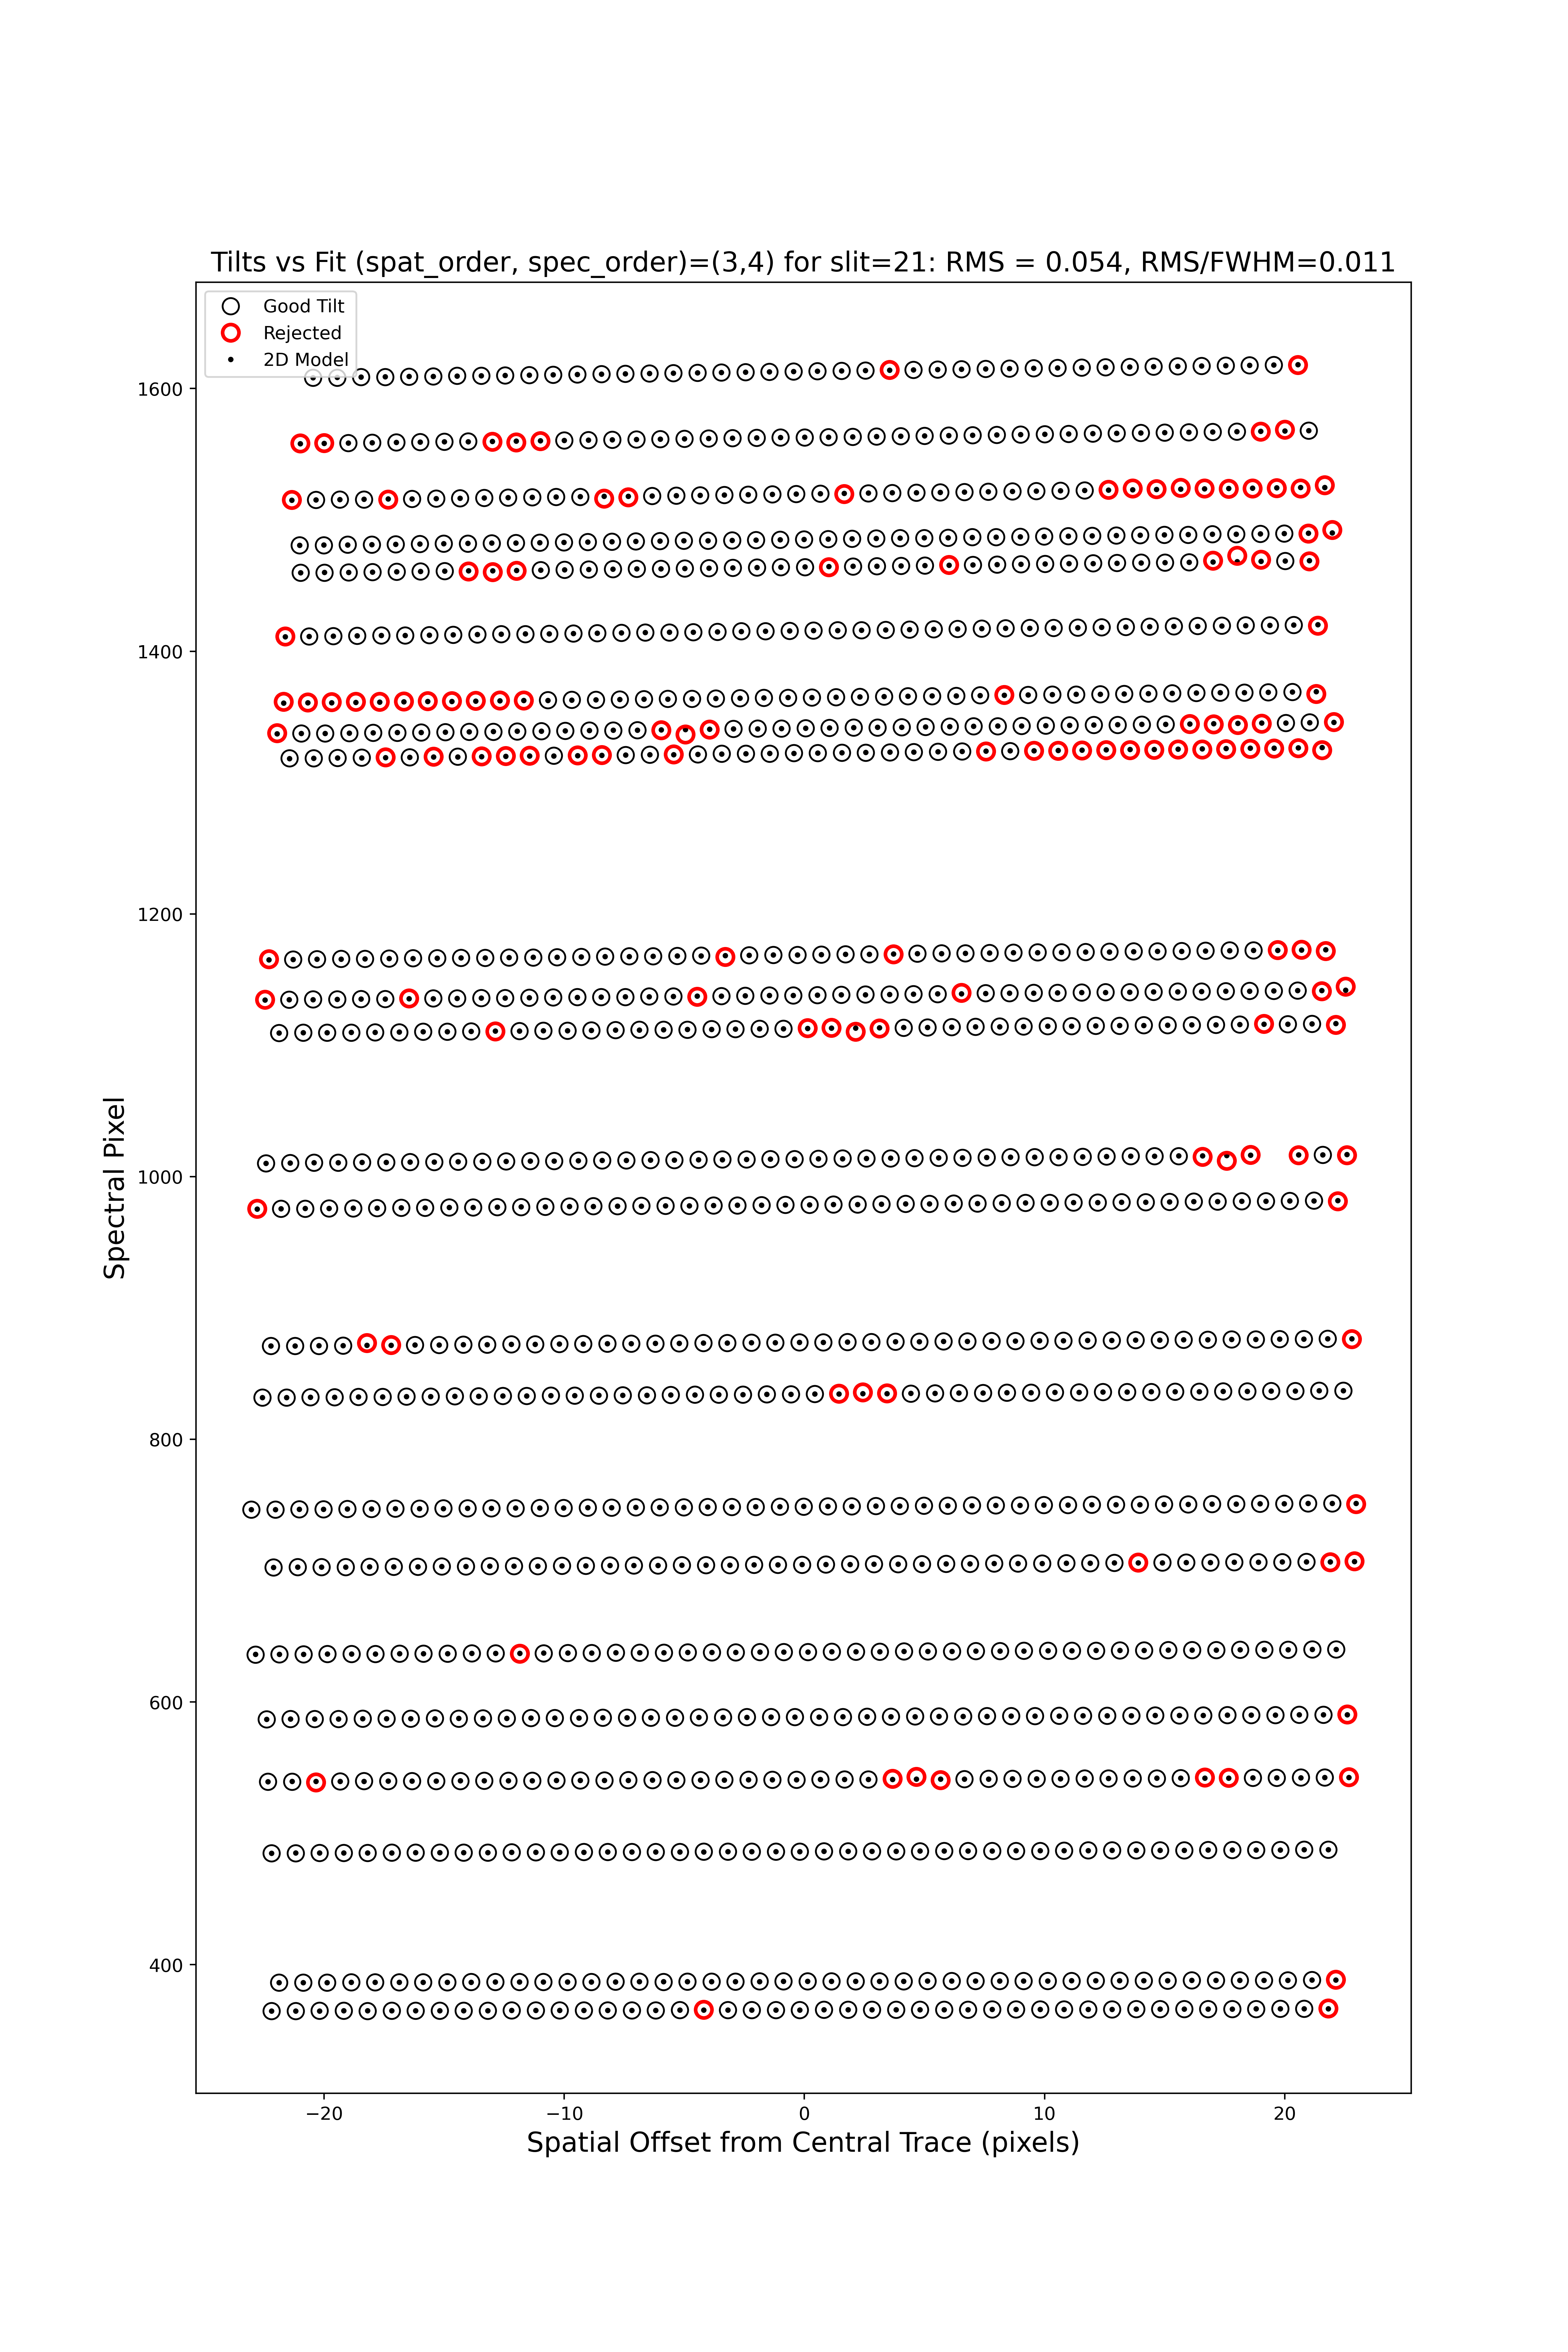 Tilts vs Fit (spat_order, spec_order)=(3,4) for slit=21: RMS = 0.054, RMS/FWHM=0.011
Good Tilt
Rejected
2D Model
1600
1400
1200
1000
800
600
400
Spectral Pixel
−20
−10
0
10
20
Spatial Offset from Central Trace (pixels)